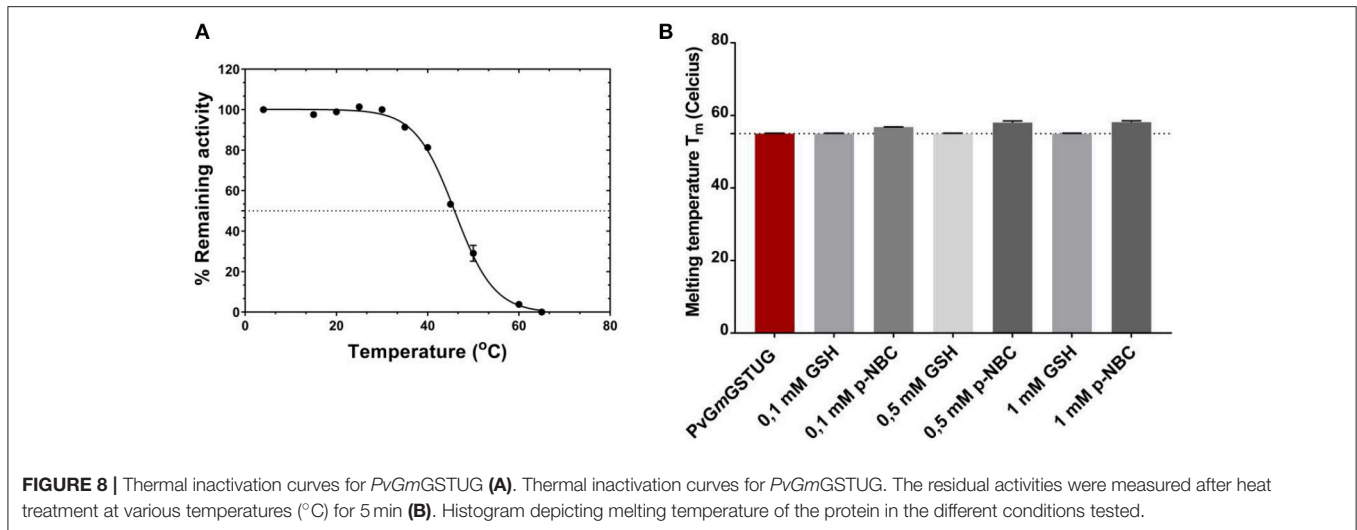 A
120
100
80
60
40
20
0
% Remaining activity
0 20 40 60 80
Temperature (°C)
B
80
60
40
20
0
Melting temperature Tm (Celcius)
PvGmGSTUG
0,1 mM GSH
0,1 mM p-NBC
0,5 mM GSH
0,5 mM p-NBC
1 mM GSH
1 mM p-NBC
FIGURE 8 | Thermal inactivation curves for PvGmGSTUG (A). Thermal inactivation curves for PvGmGSTUG. The residual activities were measured after heat
treatment at various temperatures (°C) for 5 min (B). Histogram depicting melting temperature of the protein in the different conditions tested.